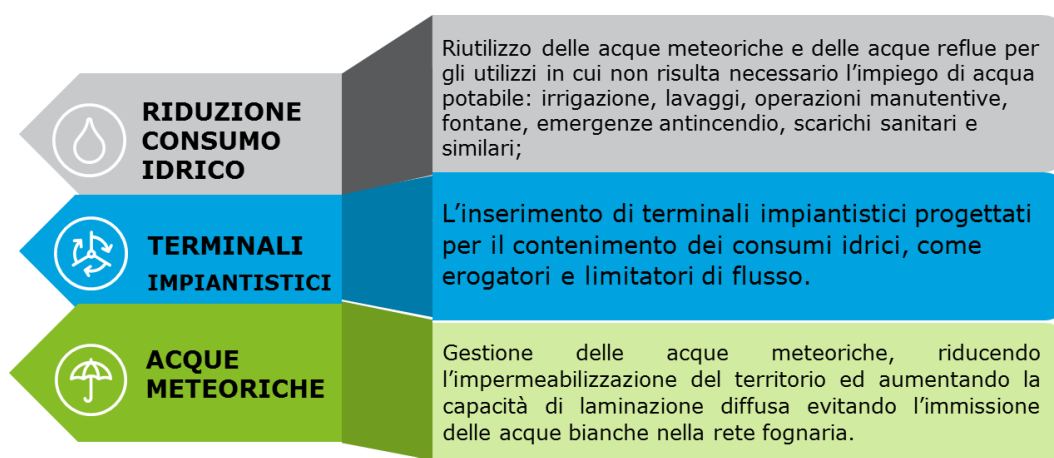 RIDUZIONE
CONSUMO
IDRICO
Riutilizzo delle acque meteoriche e delle acque reflue per
gli utilizzi in cui non risulta necessario l’impiego di acqua
potabile: irrigazione, lavaggi, operazioni manutentive,
fontane, emergenze antincendio, scarichi sanitari e
similari;
TERMINALI
IMPIANTISTICI
L’inserimento di terminali impiantistici progettati
per il contenimento dei consumi idrici, come
erogatori e limitatori di flusso.
ACQUE
METEORICHE
Gestione delle acque meteoriche, riducendo
l’impermeabilizzazione del territorio ed aumentando la
capacità di laminazione diffusa evitando l’immissione
delle acque bianche nella rete fognaria.